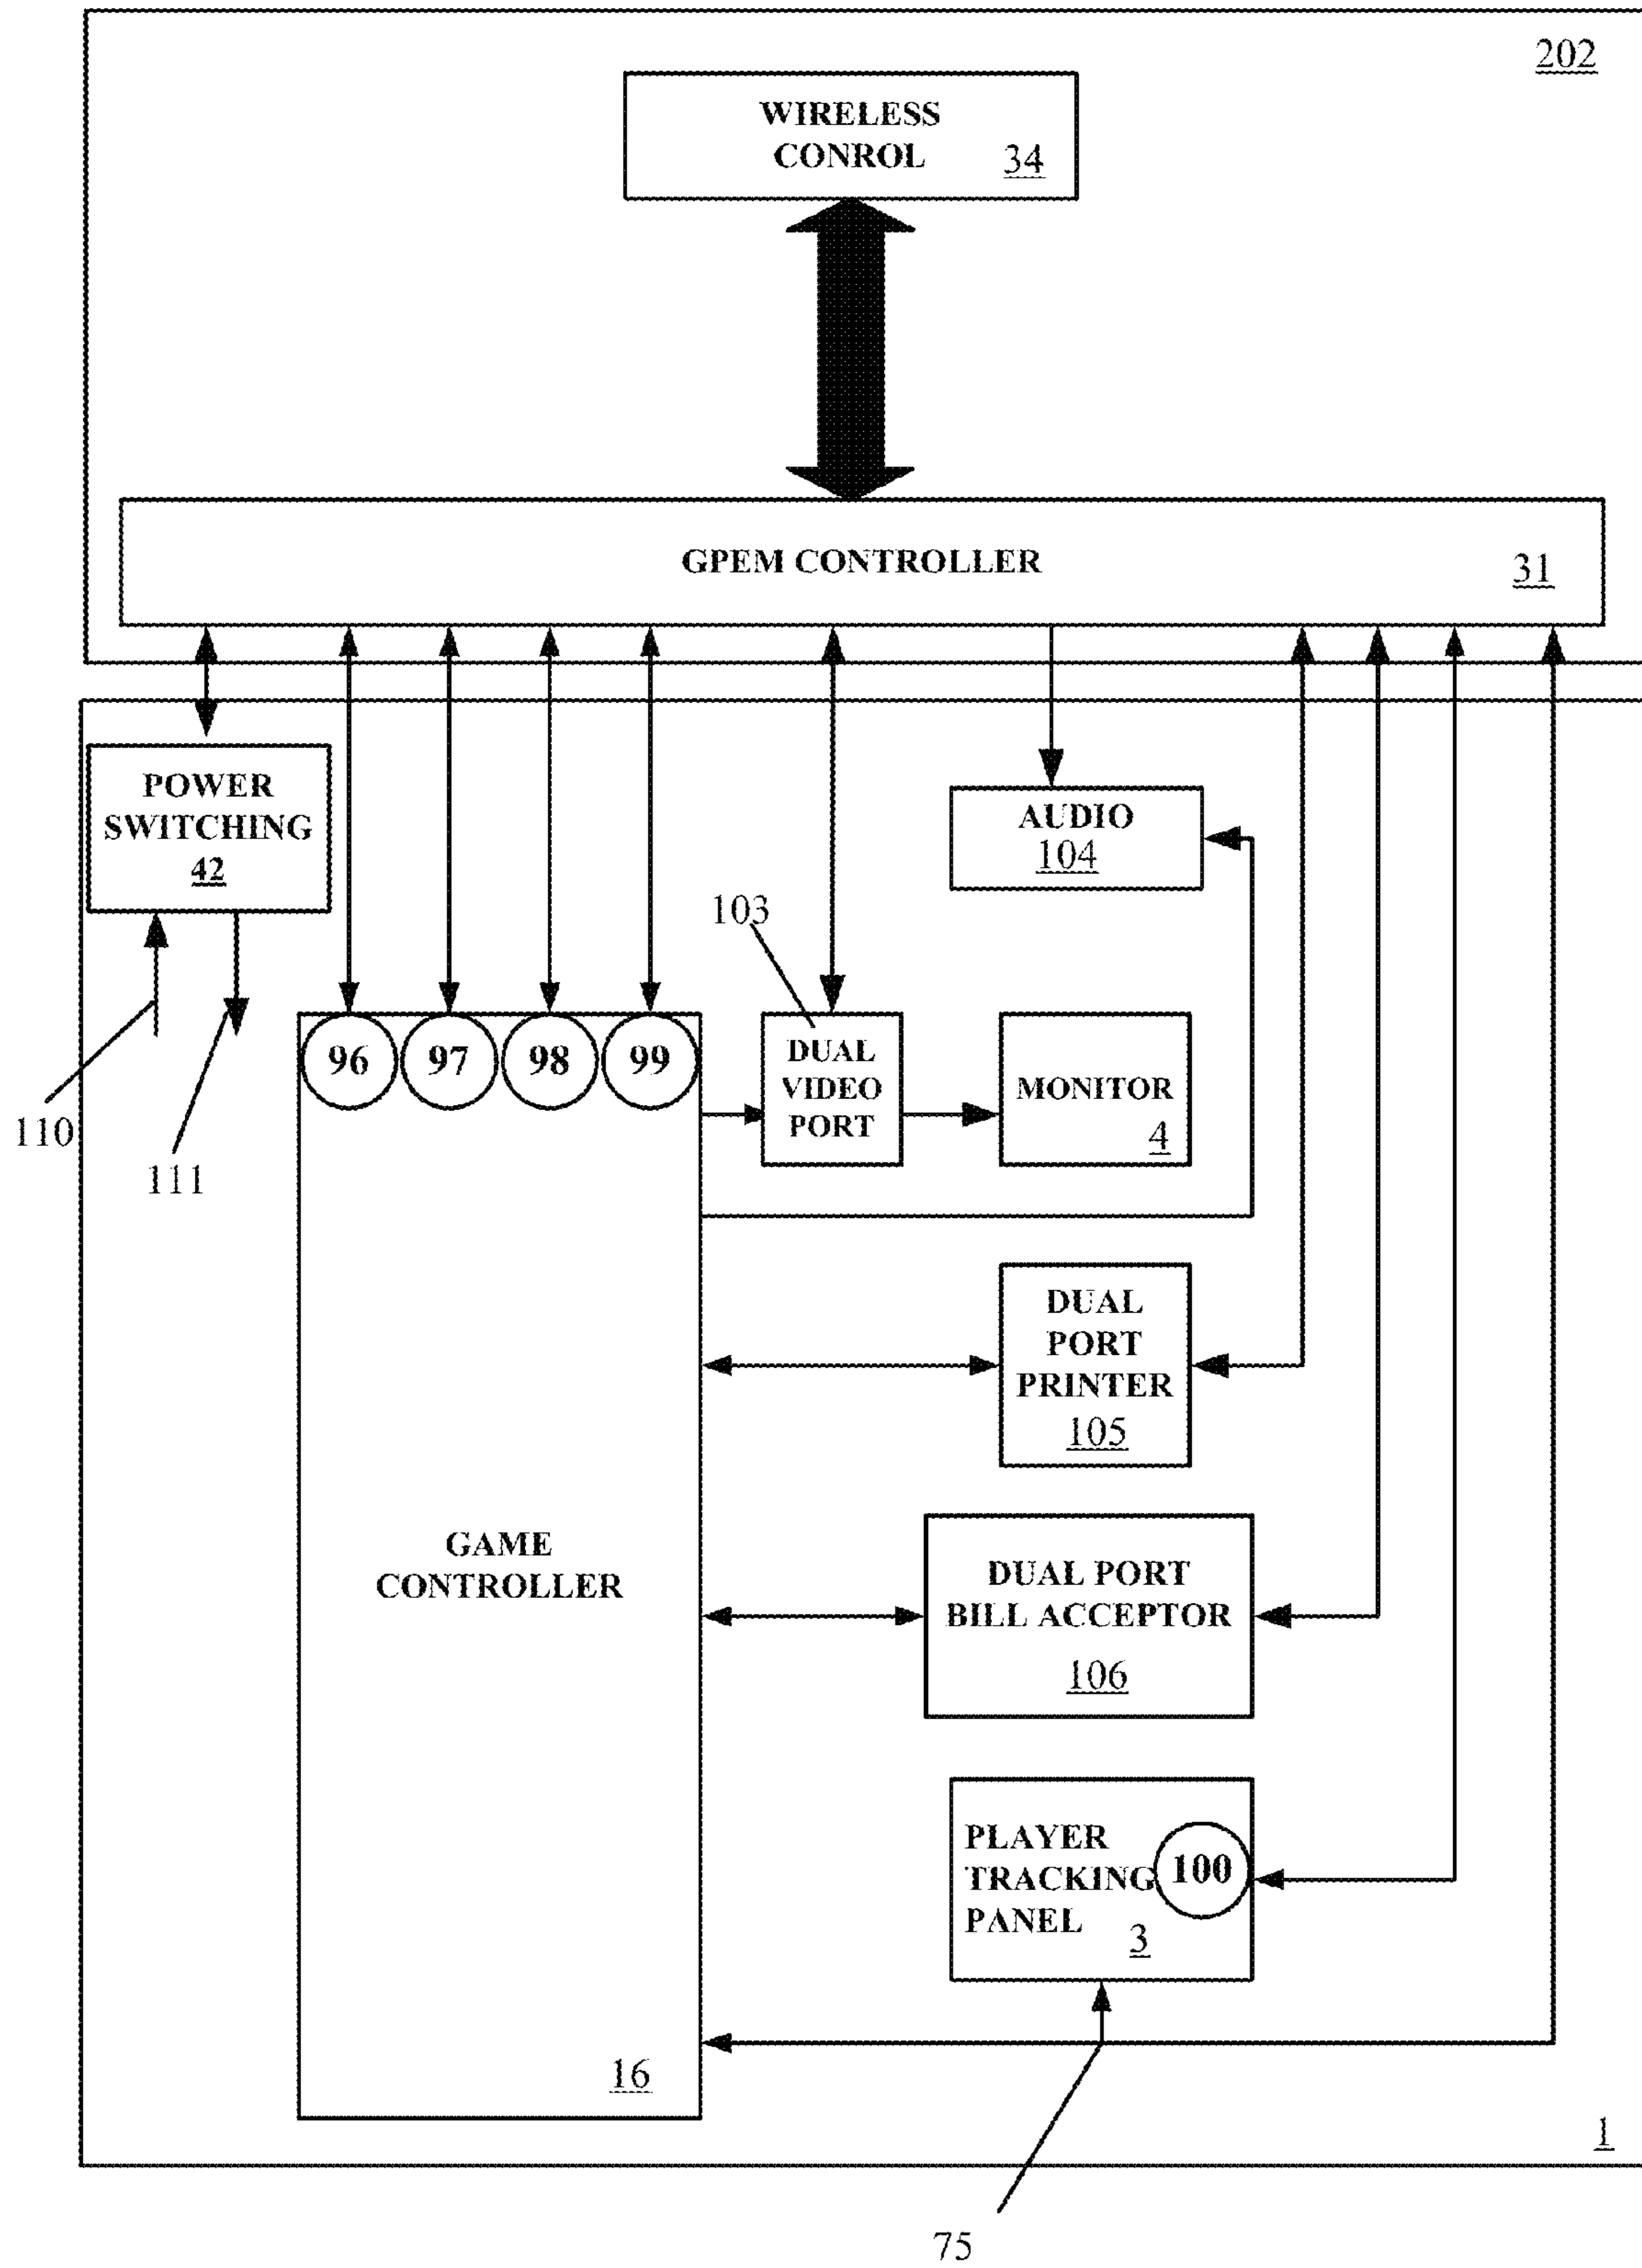 202
WIRELESS
CONROL
34
GPEM CONTROLLER
31
POWER
SWITCHING
42
AUDIO
104
103
110
111
96 97 98 99
DUAL
VIDEO
PORT
MONITOR
4
DUAL
PORT
PRINTER
105
GAME
CONTROLLER
16
DUAL PORT
BILL ACCEPTOR
106
PLAYER
TRACKING
PANEL
100
3
1
75